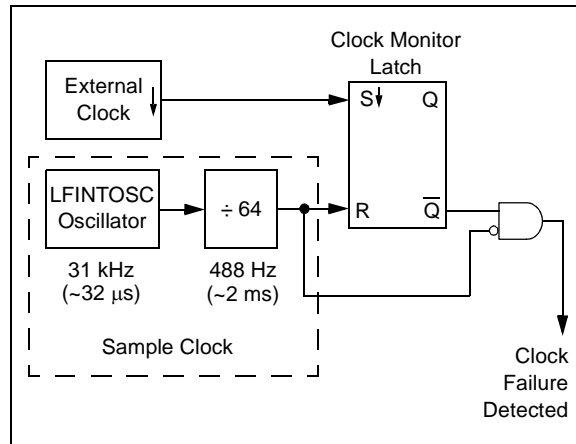 Clock Monitor
Latch
External
Clock
S
Q
LFINTOSC
Oscillator
÷ 64
R
Q
31 kHz
(~32 μs)
488 Hz
(~2 ms)
Sample Clock
Clock
Failure
Detected